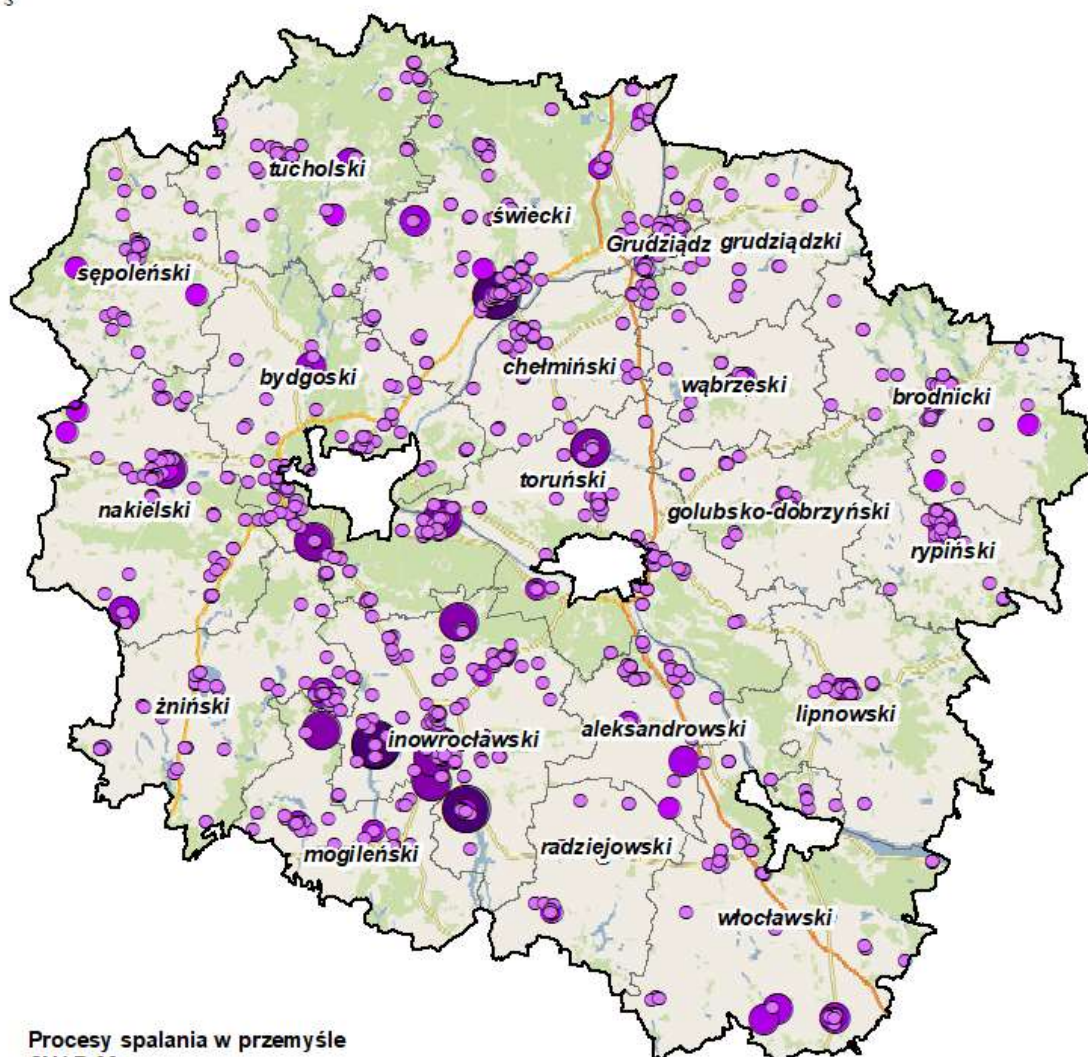 tucholski
świecki
Grudziądz grudziądzki
sępoleński
bydgoski
chełmiński
wąbrzeski
brodnicki
toruński
nakielski
golubsko-dobrzyński
rypiński
żniński
lipnowski
aleksandrowski
inowrocławski
mogileński
radziejowski
włocławski
Procesy spalania w przemyśle